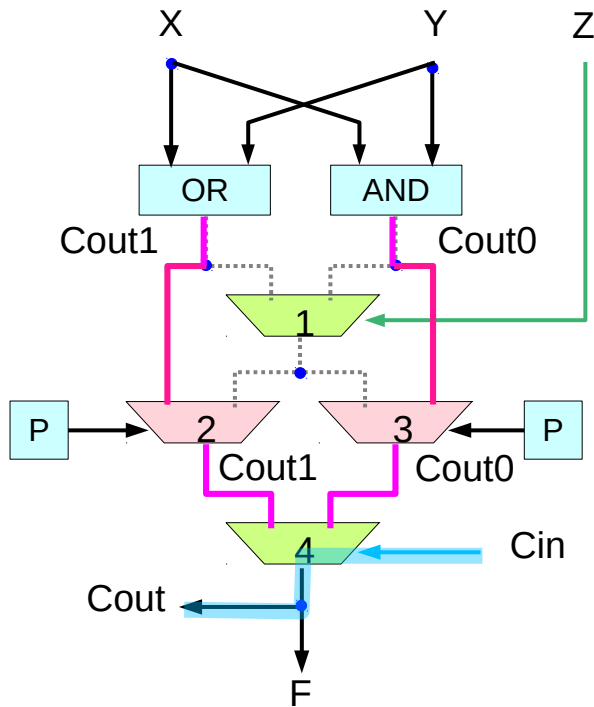 X Y Z
OR AND
Cout1 Cout0
1
P 2 3 P
Cout1 Cout0
4 Cin
Cout
F